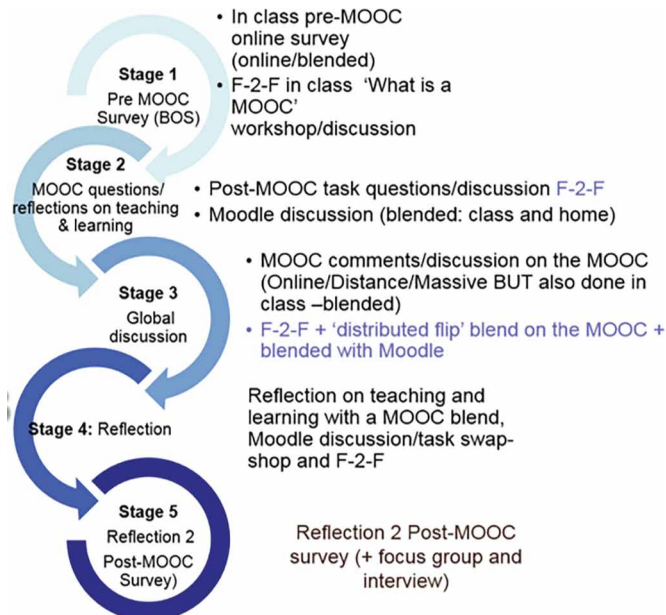 Stage 1
Pre MOOC
Survey (BOS)
• In class pre-MOOC
online survey
(online/blended)
• F-2-F in class ‘What is a
MOOC’
workshop/discussion
Stage 2
MOOC questions/
reflections on teaching
& learning
• Post-MOOC task questions/discussion F-2-F
• Moodle discussion (blended: class and home)
Stage 3
Global
discussion
• MOOC comments/discussion on the MOOC
(Online/Distance/Massive BUT also done in
class –blended)
• F-2-F + ‘distributed flip’ blend on the MOOC +
blended with Moodle
Stage 4: Reflection
Reflection on teaching and
learning with a MOOC blend,
Moodle discussion/task swap-
shop and F-2-F
Stage 5
Reflection 2
Post-MOOC
Survey)
Reflection 2 Post-MOOC
survey (+ focus group and
interview)